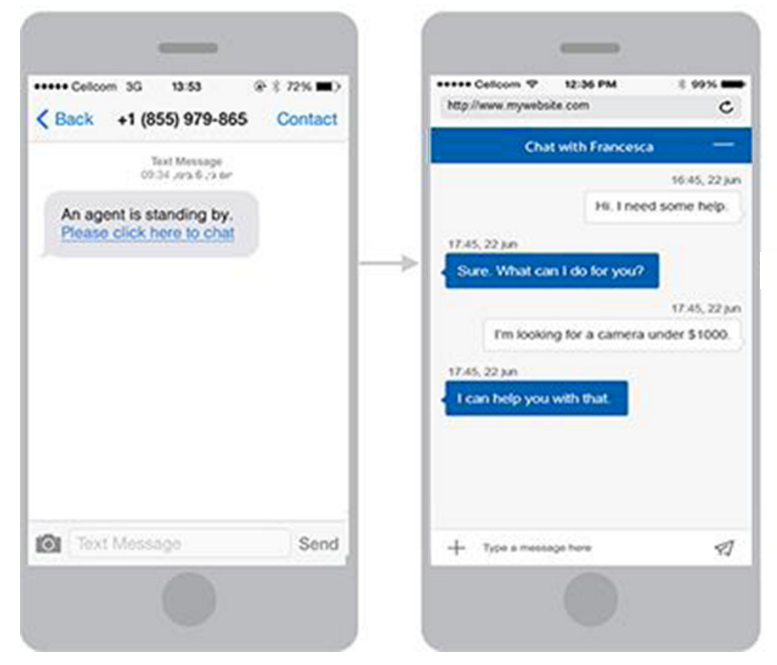 Cellcom 3G 13:53 72%
Back +1 (855) 979-865 Contact
Text Message
09:34
An agent is standing by.
Please click here to chat
Text Message Send
Cellcom 12:36 PM 99%
http://www.mywebsite.com
Chat with Francesca
16:45, 22 jun
Hi. I need some help.
17:45, 22 jun
Sure. What can I do for you?
17:45, 22 jun
I'm looking for a camera under $1000.
17:45, 22 jun
I can help you with that.
Type a message here